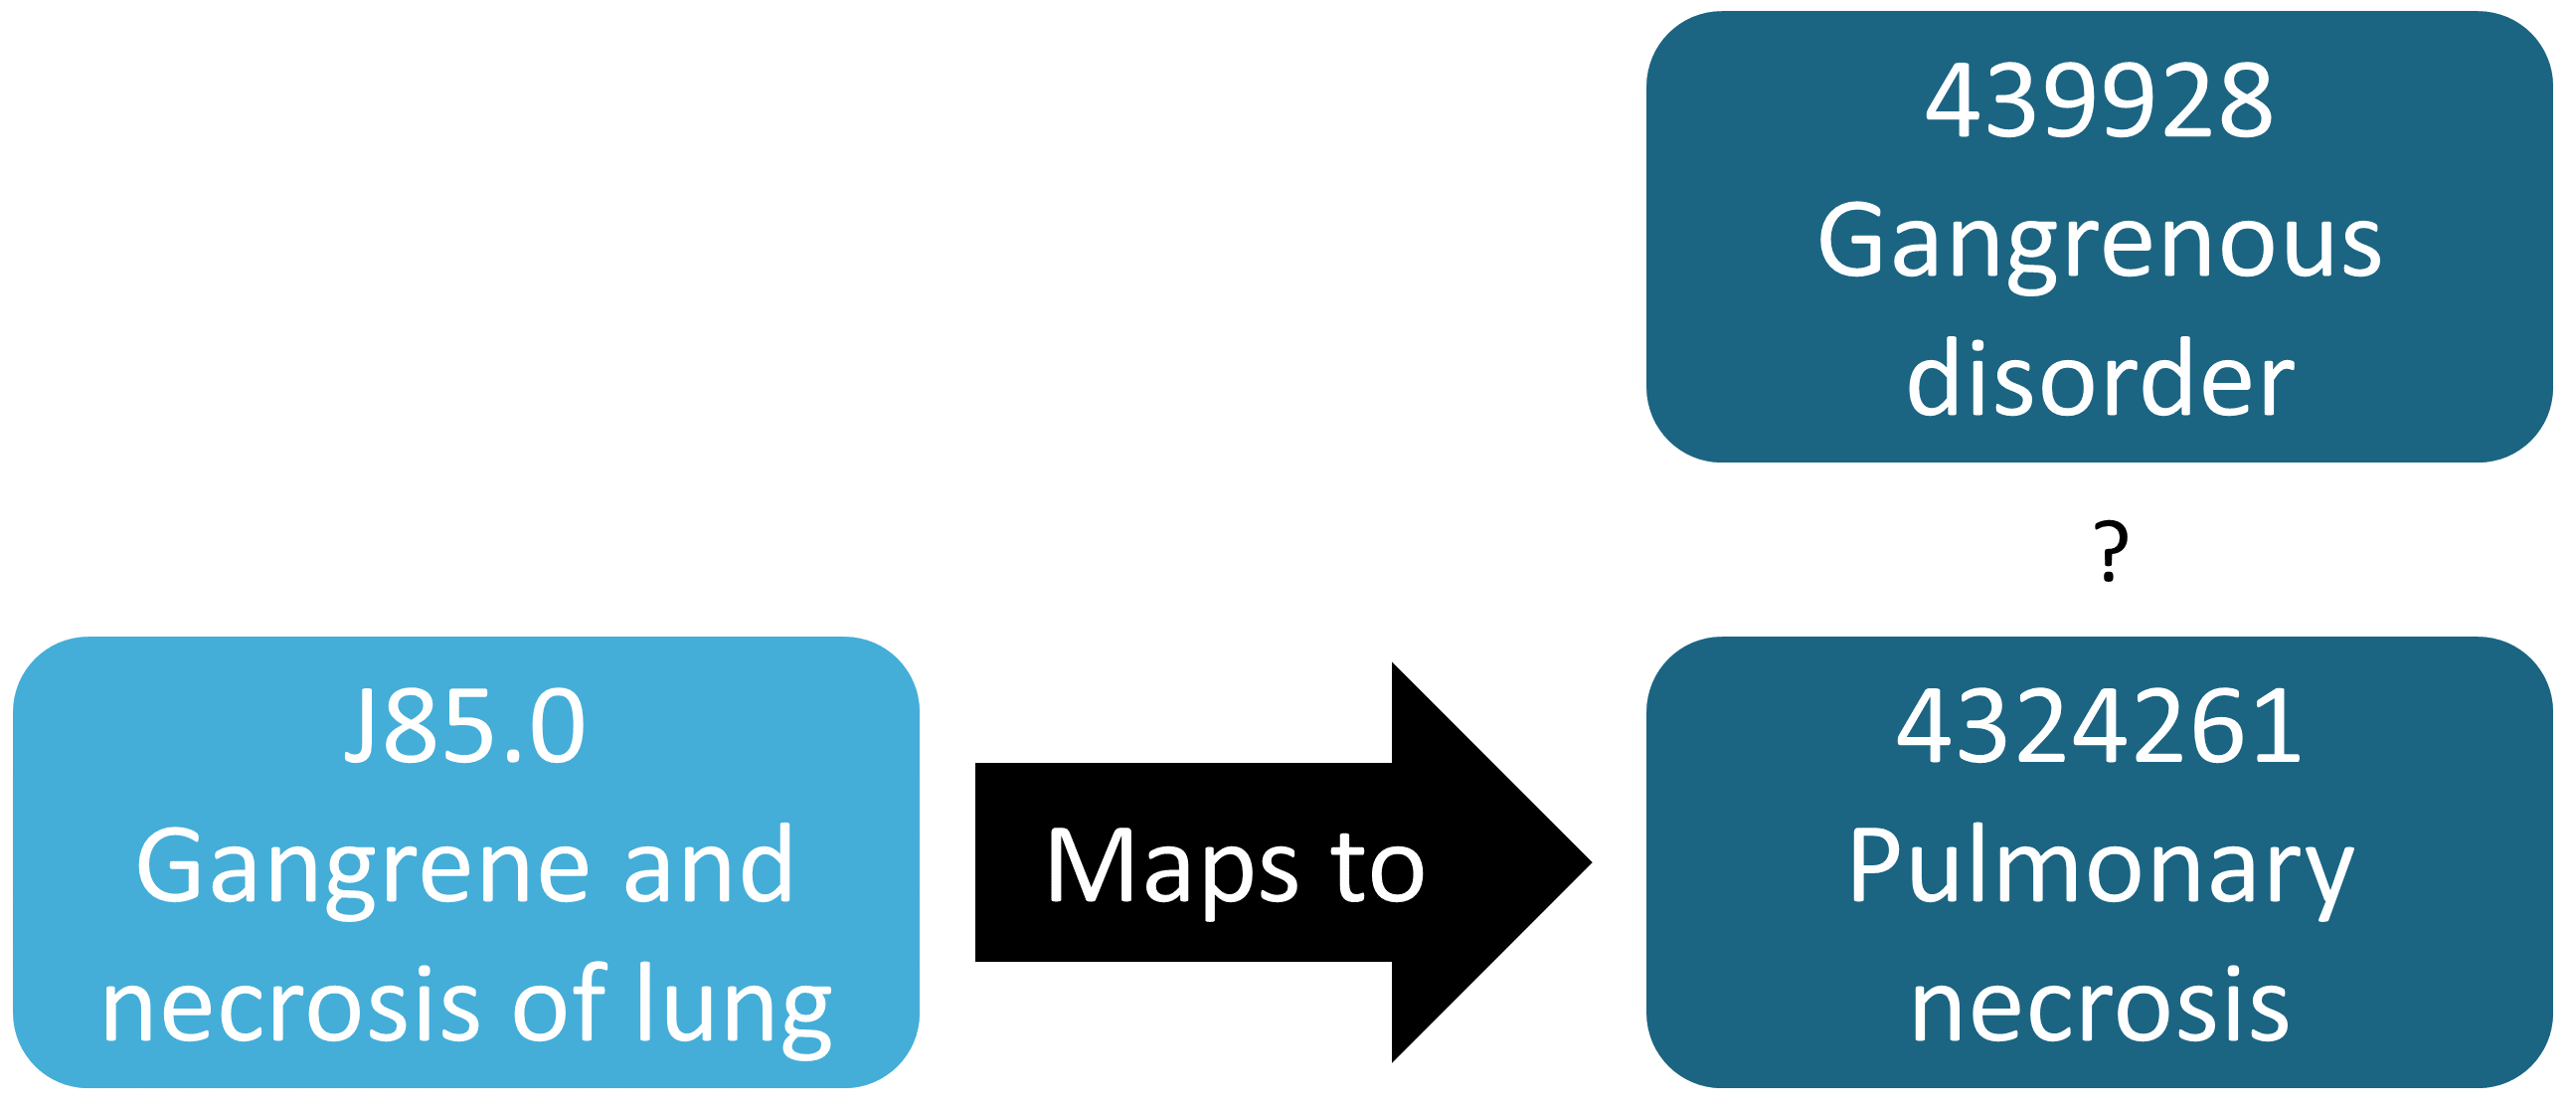 439928
Gangrenous
disorder
?
J85.0
Gangrene and
necrosis of lung
Maps to
4324261
Pulmonary
necrosis